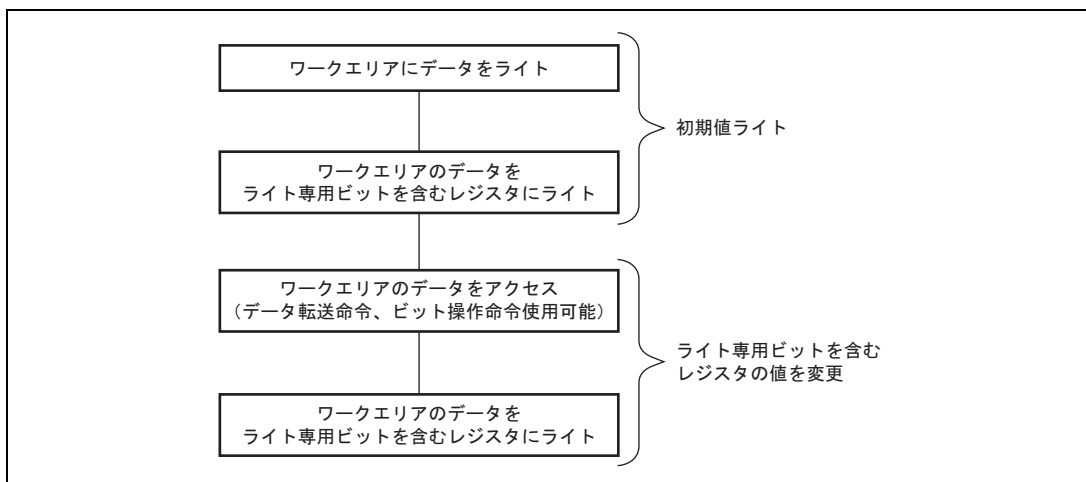 ワークエリアにデータをライト
初期値ライト
ワークエリアのデータを
ライト専用ビットを含むレジスタにライト
ワークエリアのデータをアクセス
（データ転送命令、ビット操作命令使用可能）
ライト専用ビットを含む
レジスタの値を変更
ワークエリアのデータを
ライト専用ビットを含むレジスタにライト